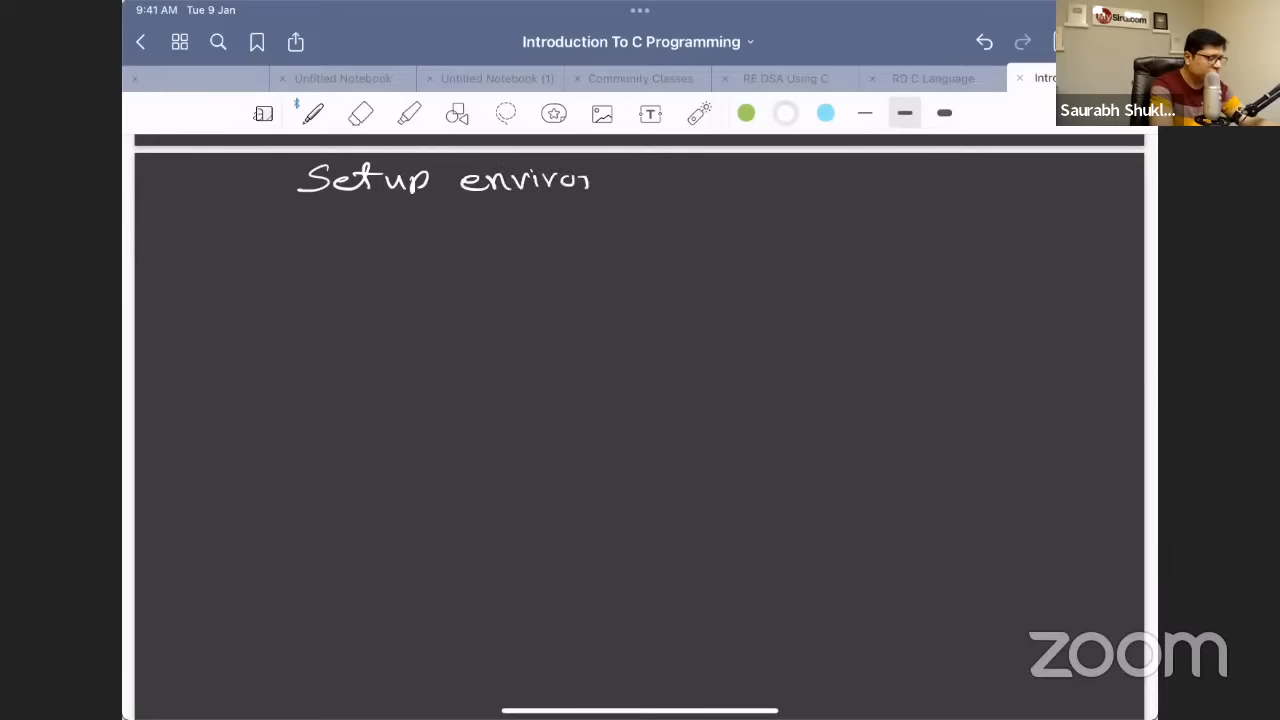 9:41 AM Tue 9 Jan
Introduction To C Programming
Untitled Notebook
Untitled Notebook (1)
Community Classes
RE DSA Using C
RD C Language
Intro
Saurabh Shukl...
Setup environ
zoom